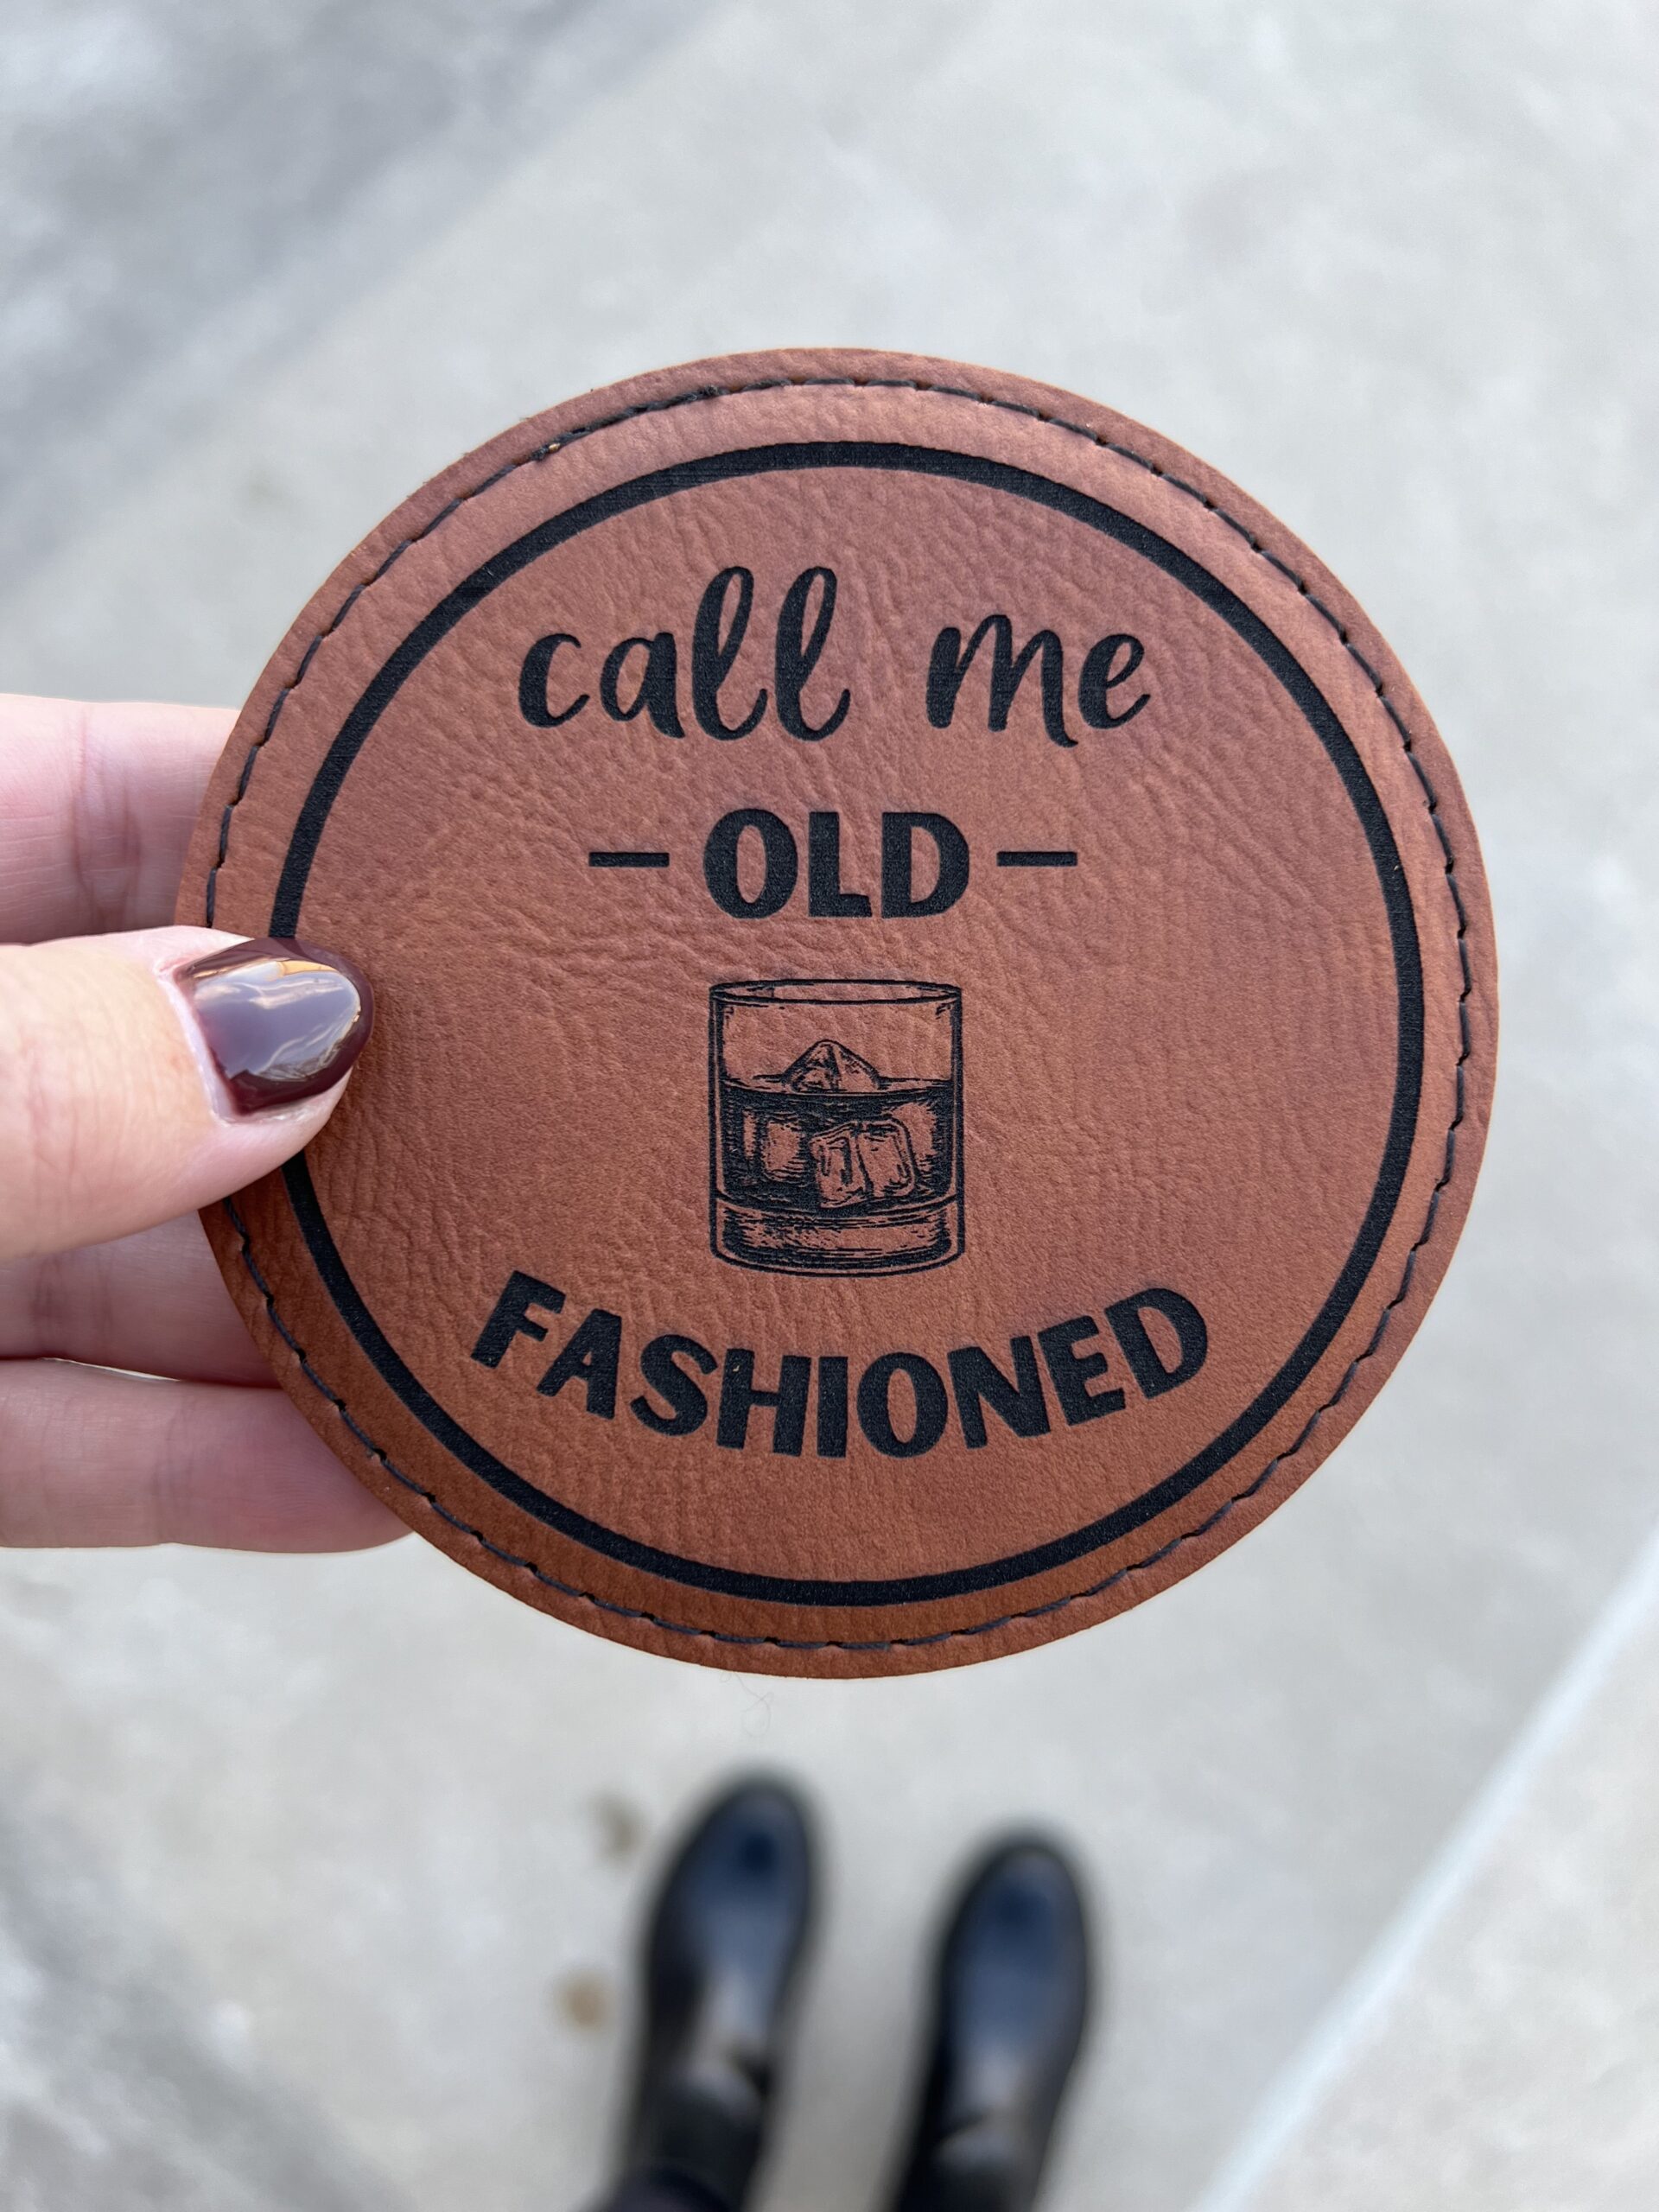 call me
- OLD -
FASHIONED